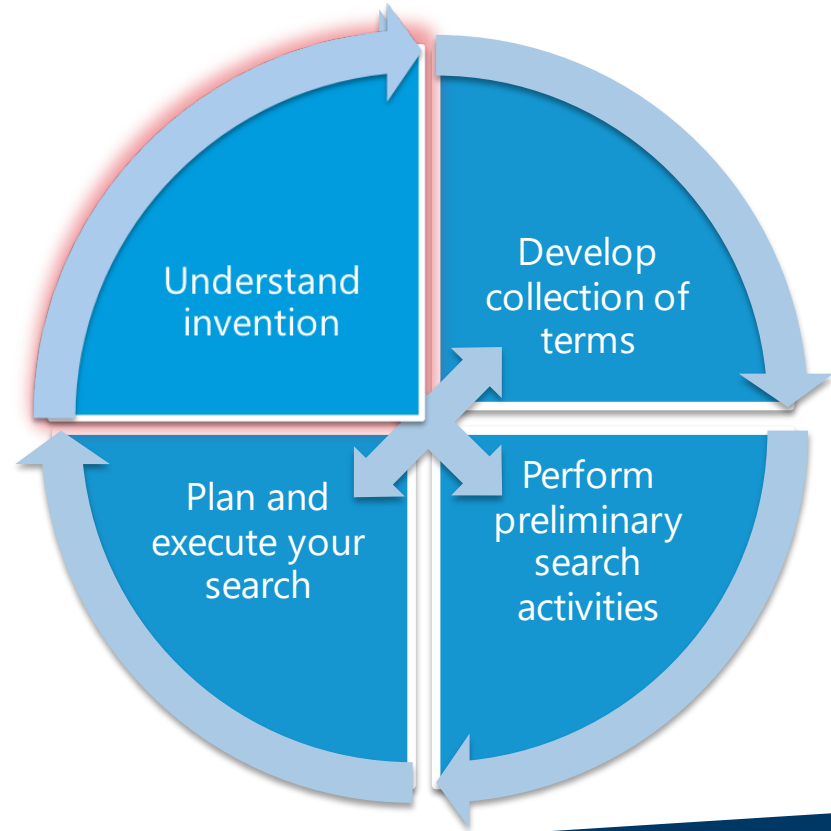 Understand
invention
Develop
collection of
terms
Perform
preliminary
search
activities
Plan and
execute your
search